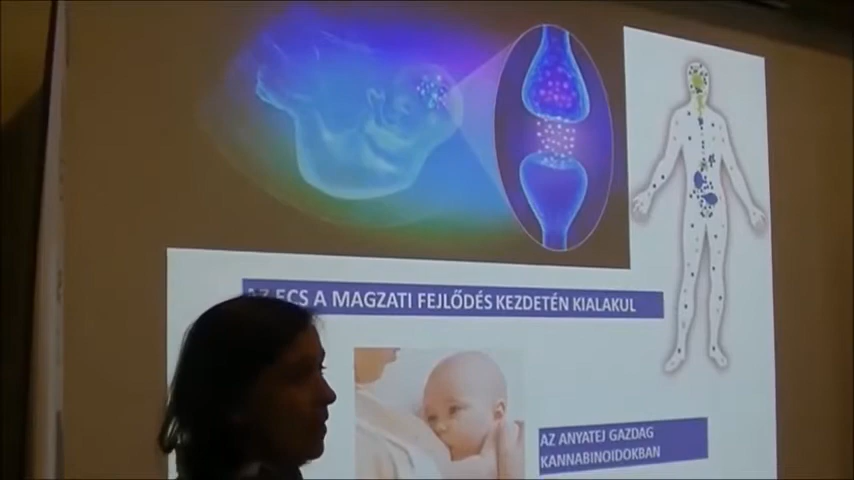 AZ ECS A MAGZATI FEJLŐDÉS KEZDETÉN KIALAKUL
AZ ANYATEJ GAZDAG
KANNABINOIDOKBAN